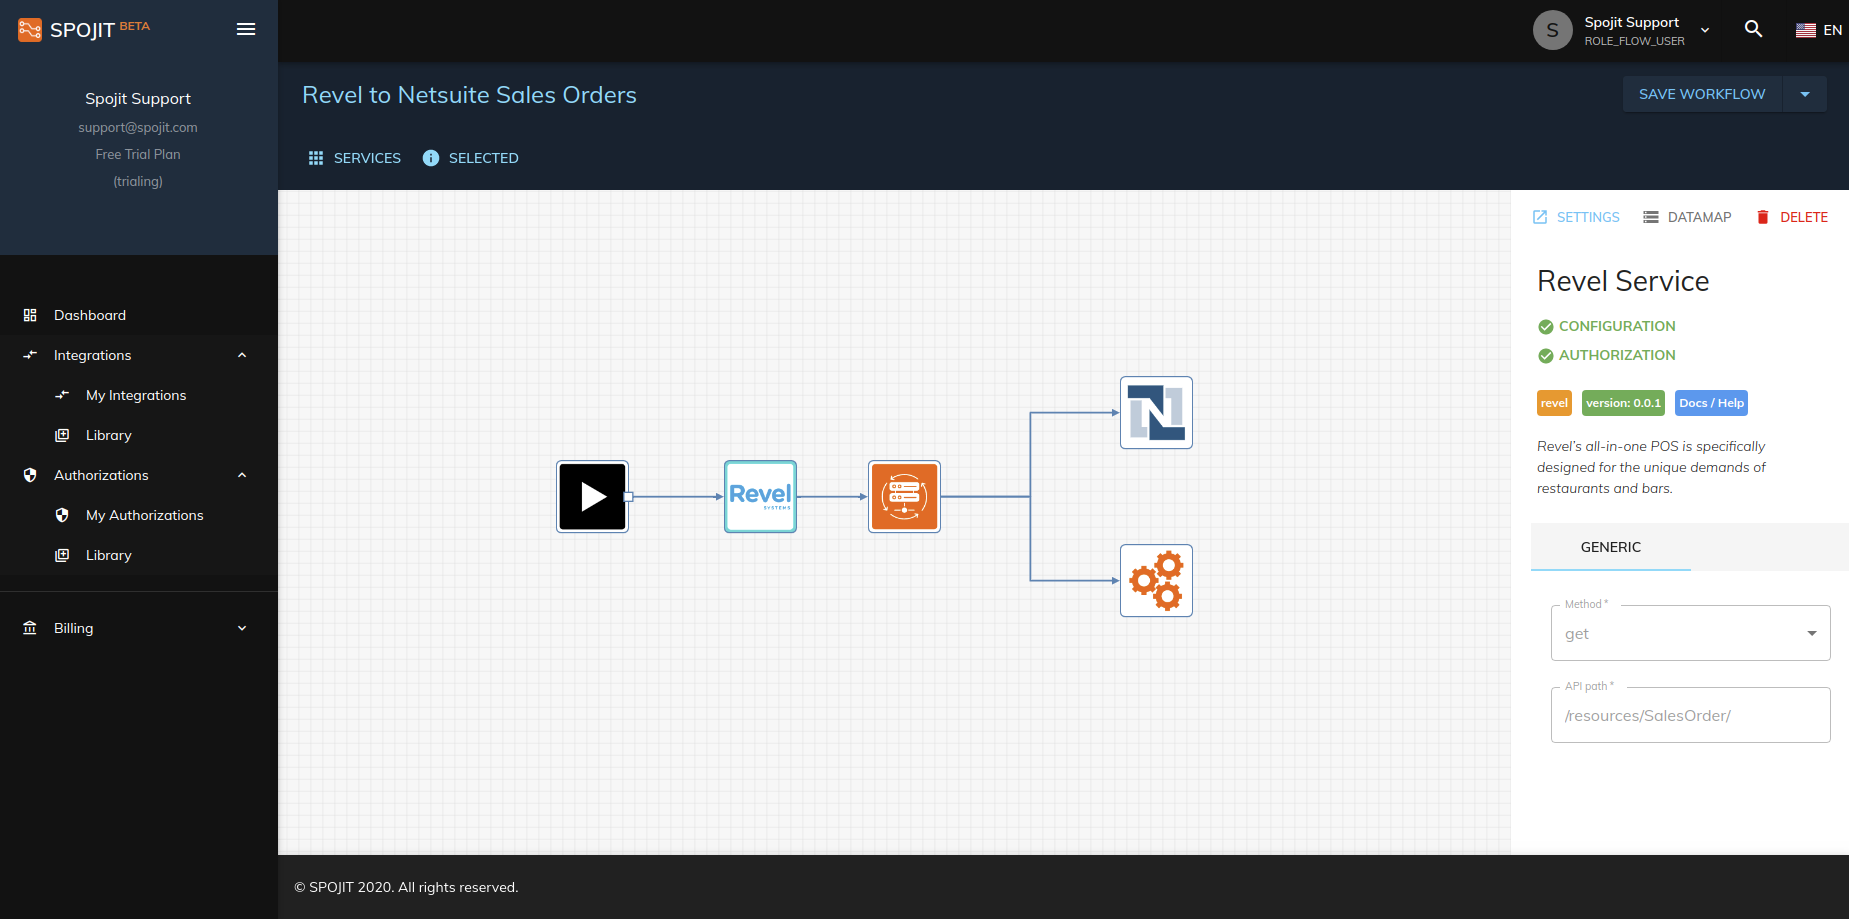 SPOJIT BETA
Spojit Support
support@spojit.com
Free Trial Plan
(trialing)
Dashboard
Integrations
My Integrations
Library
Authorizations
My Authorizations
Library
Billing
S
Spojit Support
ROLE_FLOW_USER
EN
Revel to Netsuite Sales Orders
SAVE WORKFLOW
SERVICES
SELECTED
Revel
SYSTEMS
N
SETTINGS
DATAMAP
DELETE
Revel Service
CONFIGURATION
AUTHORIZATION
revel
version: 0.0.1
Docs / Help
Revel's all-in-one POS is specifically
designed for the unique demands of
restaurants and bars.
GENERIC
Method *
get
API path *
/resources/SalesOrder/
© SPOJIT 2020. All rights reserved.